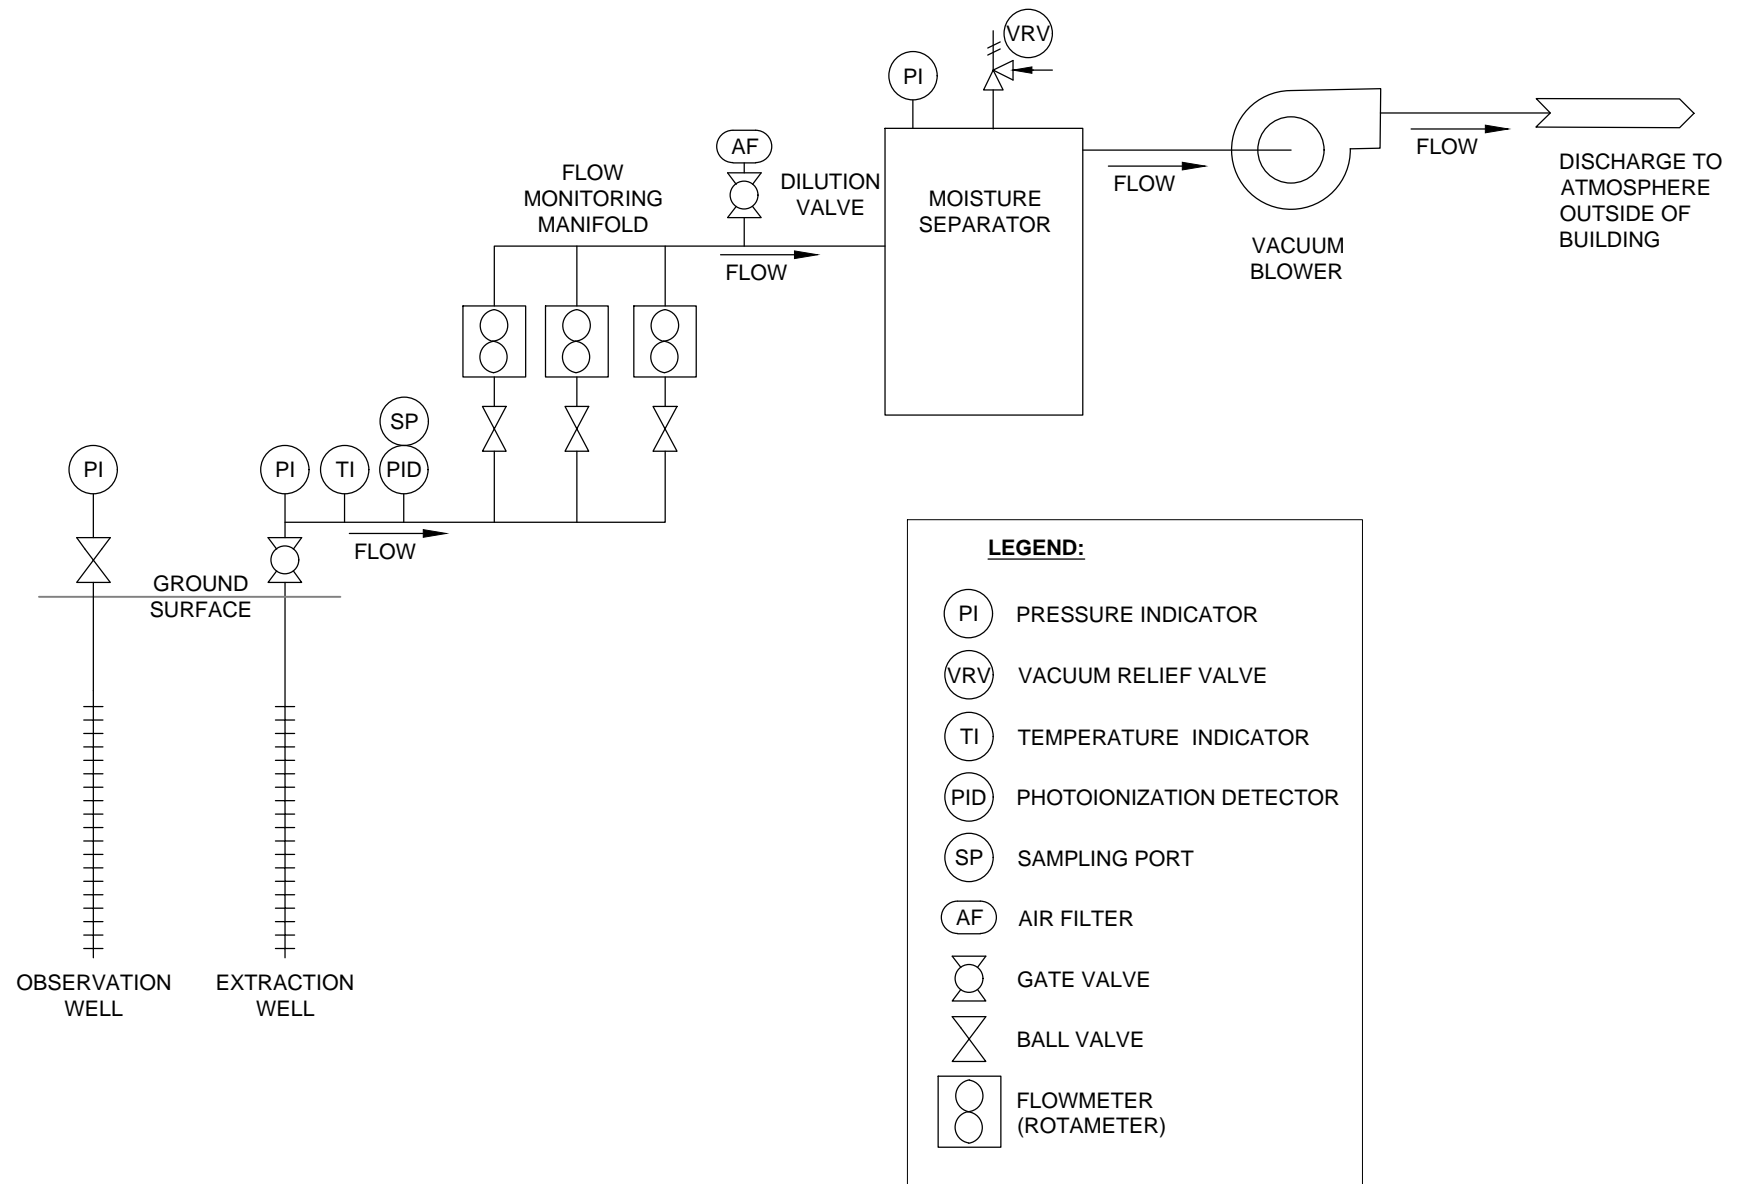 VRV
PI
AF
FLOW
MONITORING
MANIFOLD
DILUTION
VALVE
FLOW
MOISTURE
SEPARATOR
FLOW
VACUUM
BLOWER
FLOW
DISCHARGE TO
ATMOSPHERE
OUTSIDE OF
BUILDING
SP
PI
PI
TI
PID
FLOW
GROUND
SURFACE
OBSERVATION
WELL
EXTRACTION
WELL
LEGEND:
PI PRESSURE INDICATOR
VRV VACUUM RELIEF VALVE
TI TEMPERATURE INDICATOR
PID PHOTOIONIZATION DETECTOR
SP SAMPLING PORT
AF AIR FILTER
GATE VALVE
BALL VALVE
FLOWMETER
(ROTAMETER)